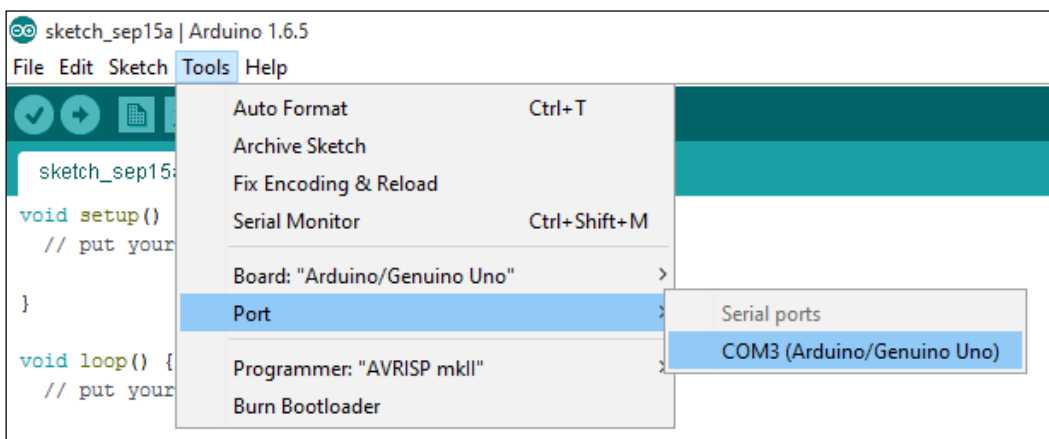 sketch_sep15a | Arduino 1.6.5
File Edit Sketch Tools Help
Auto Format Ctrl+T
Archive Sketch
sketch_sep15a
Fix Encoding & Reload
void setup()
Serial Monitor Ctrl+Shift+M
// put your
Board: "Arduino/Genuino Uno" >
}
Port
Serial ports
COM3 (Arduino/Genuino Uno)
void loop() {
Programmer: "AVRISP mkII"
// put your
Burn Bootloader